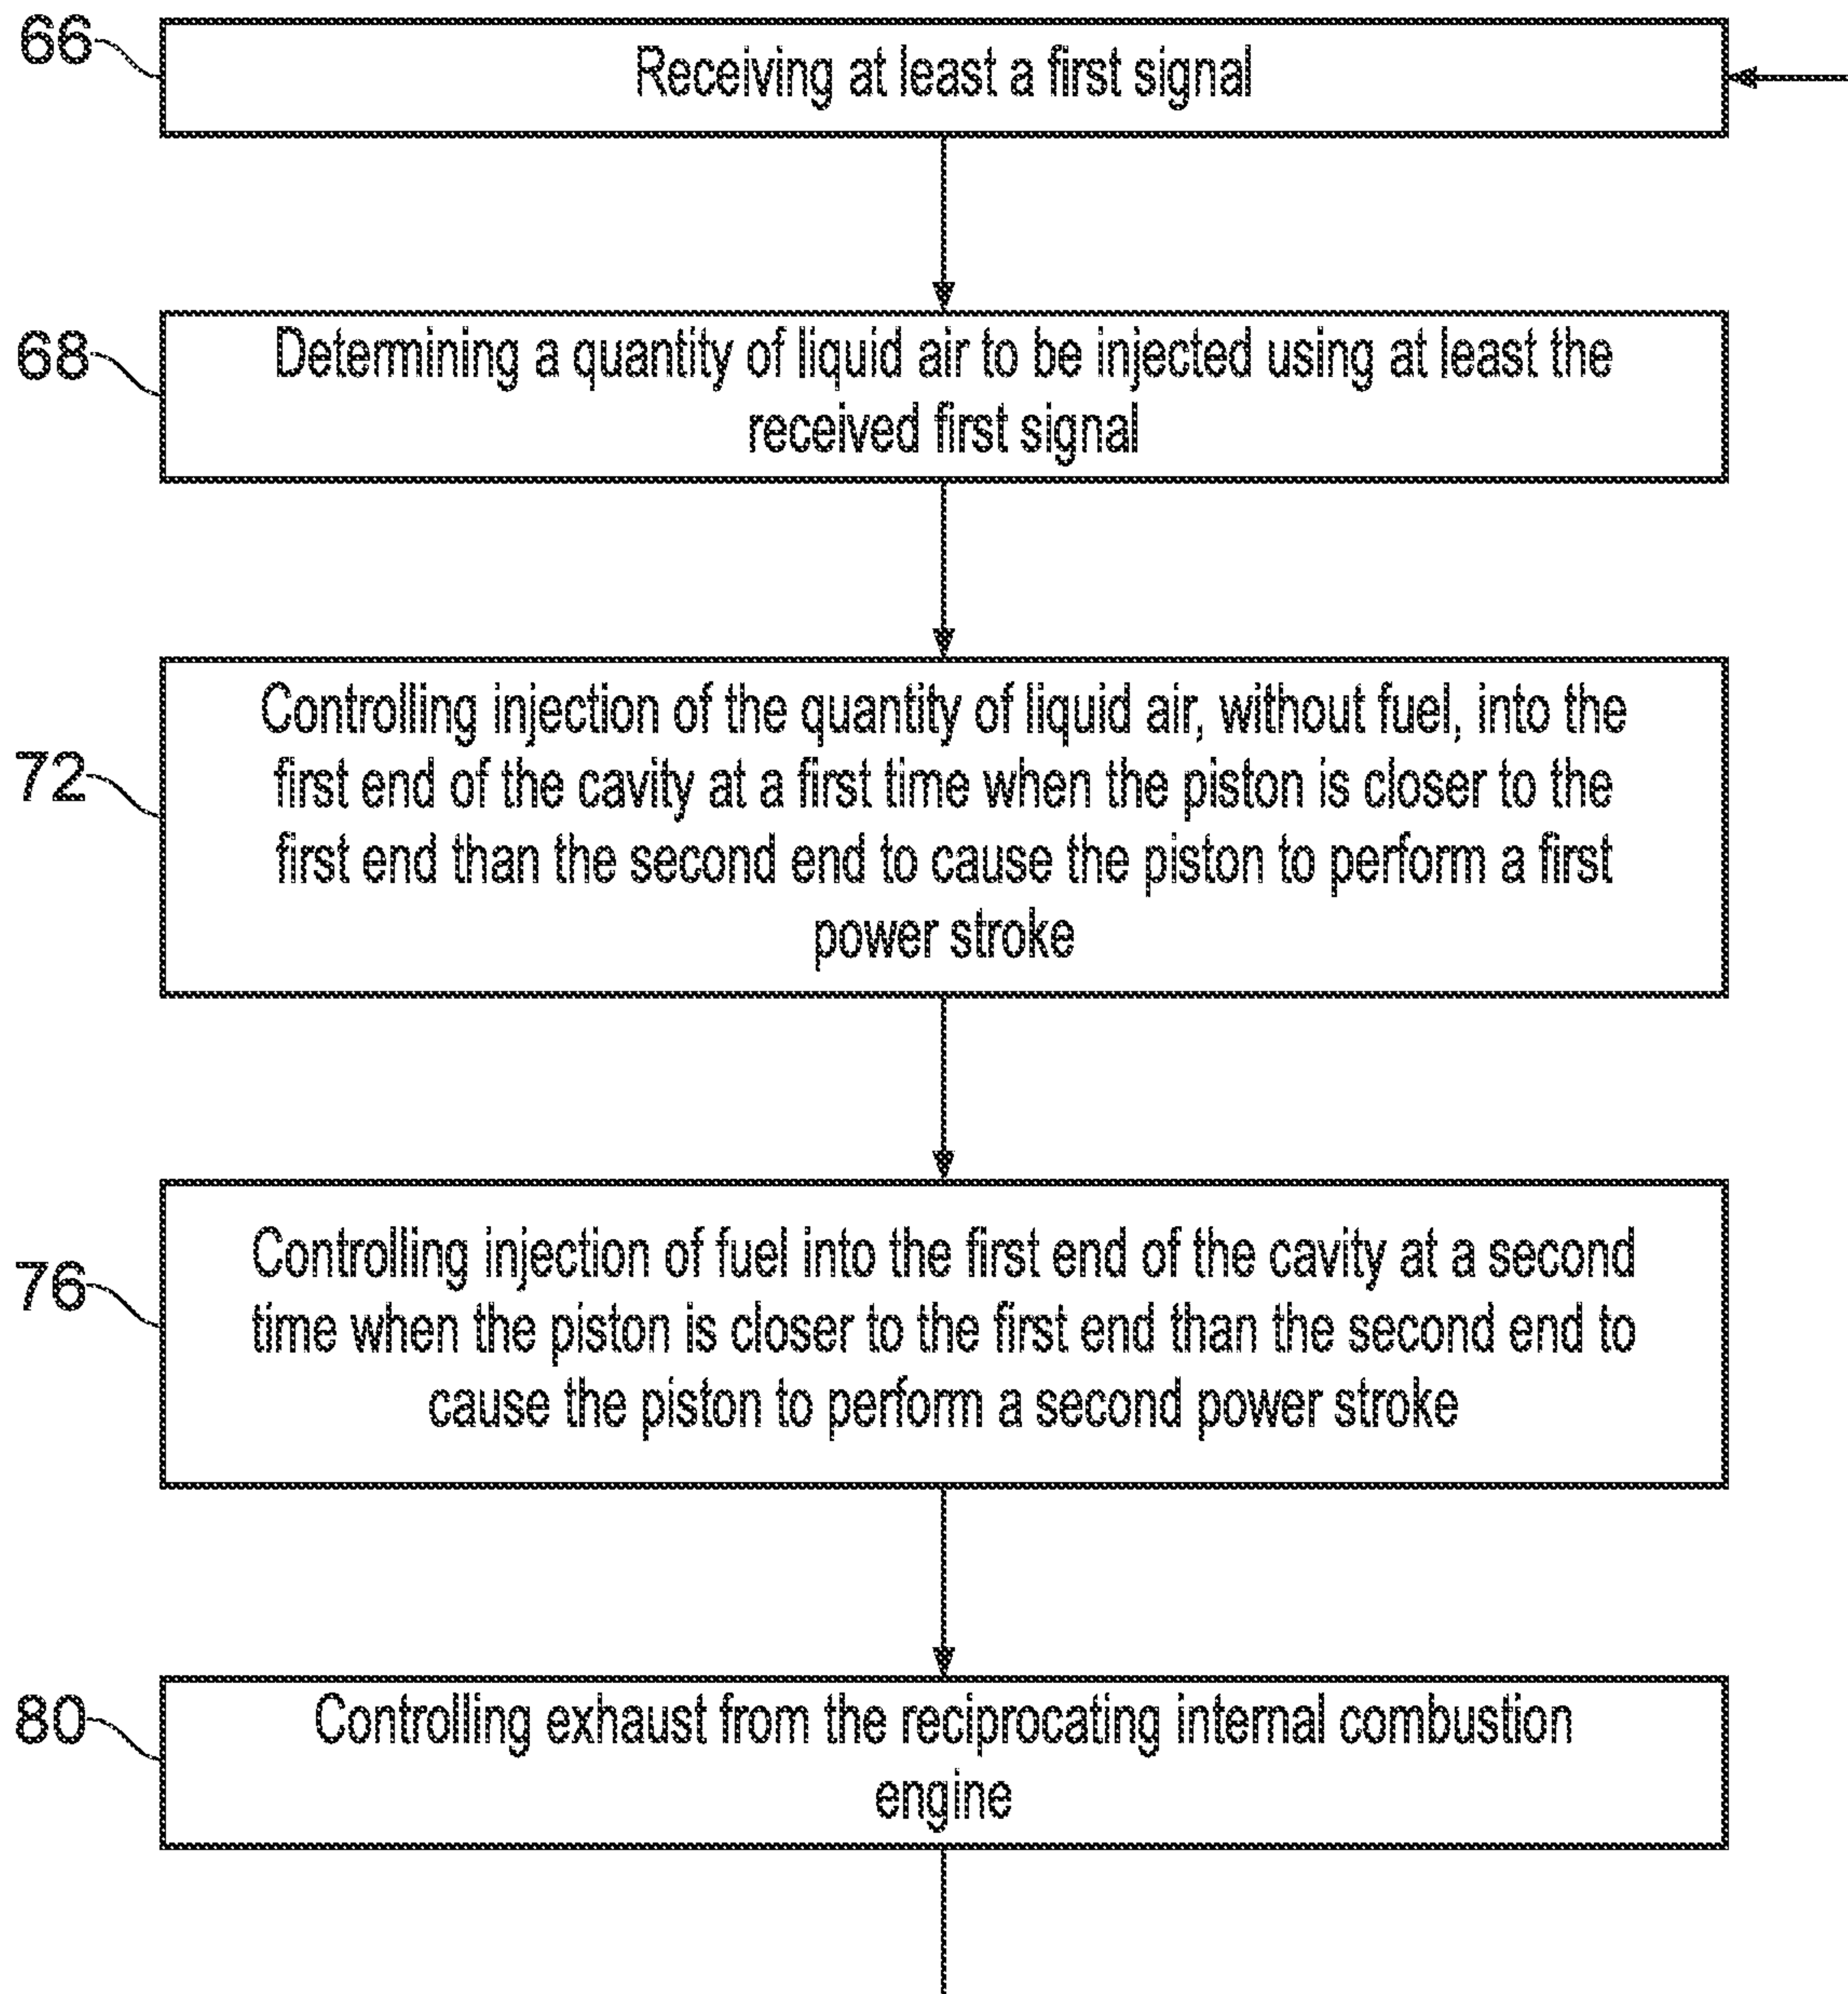 66
Receiving at least a first signal
68
Determining a quantity of liquid air to be injected using at least the
received first signal
72
Controlling injection of the quantity of liquid air, without fuel, into the
first end of the cavity at a first time when the piston is closer to the
first end than the second end to cause the piston to perform a first
power stroke
76
Controlling injection of fuel into the first end of the cavity at a second
time when the piston is closer to the first end than the second end to
cause the piston to perform a second power stroke
80
Controlling exhaust from the reciprocating internal combustion
engine